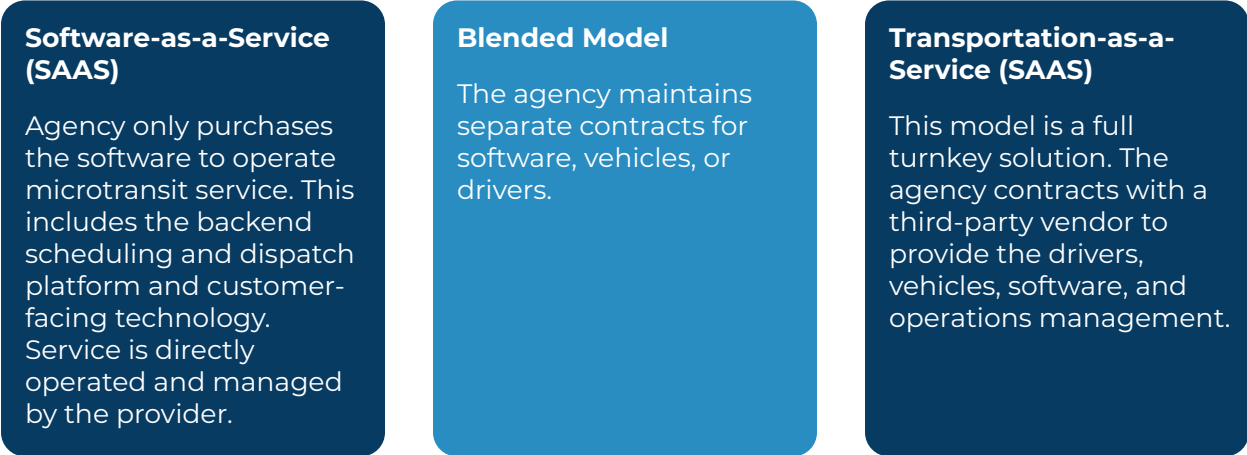 Software-as-a-Service
(SAAS)
Agency only purchases
the software to operate
microtransit service. This
includes the backend
scheduling and dispatch
platform and customer-
facing technology.
Service is directly
operated and managed
by the provider.
Blended Model
The agency maintains
separate contracts for
software, vehicles, or
drivers.
Transportation-as-a-
Service (SAAS)
This model is a full
turnkey solution. The
agency contracts with a
third-party vendor to
provide the drivers,
vehicles, software, and
operations management.